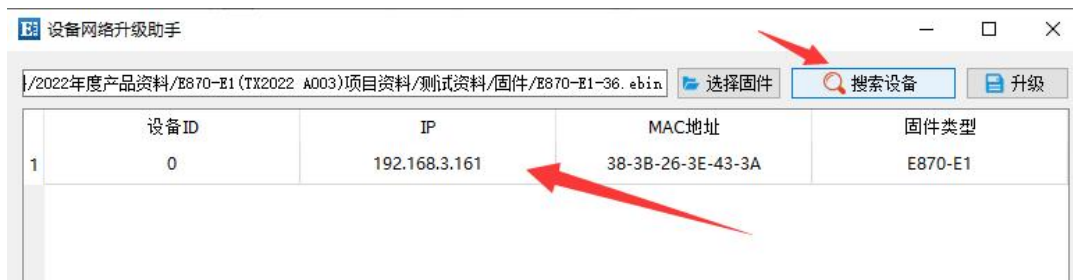 设备网络升级助手
/2022年度产品资料/E870-E1(TX2022 A003)项目资料/测试资料/固件/E870-E1-36.ebin 选择固件 搜索设备 升级
设备ID IP MAC地址 固件类型
1 0 192.168.3.161 38-3B-26-3E-43-3A E870-E1